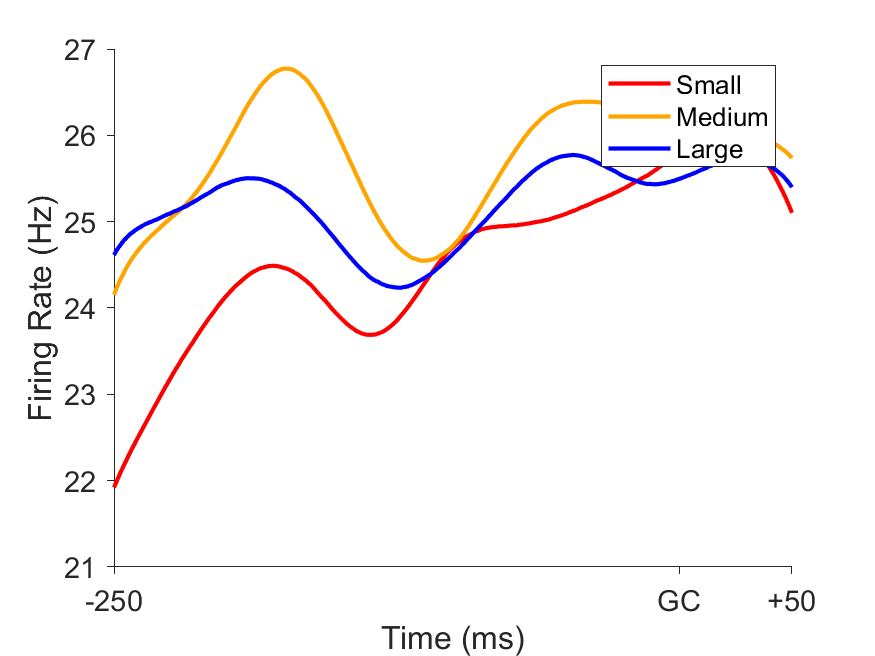 27
26
25
24
23
22
21
Firing Rate (Hz)
Small
Medium
Large
-250
GC
+50
Time (ms)